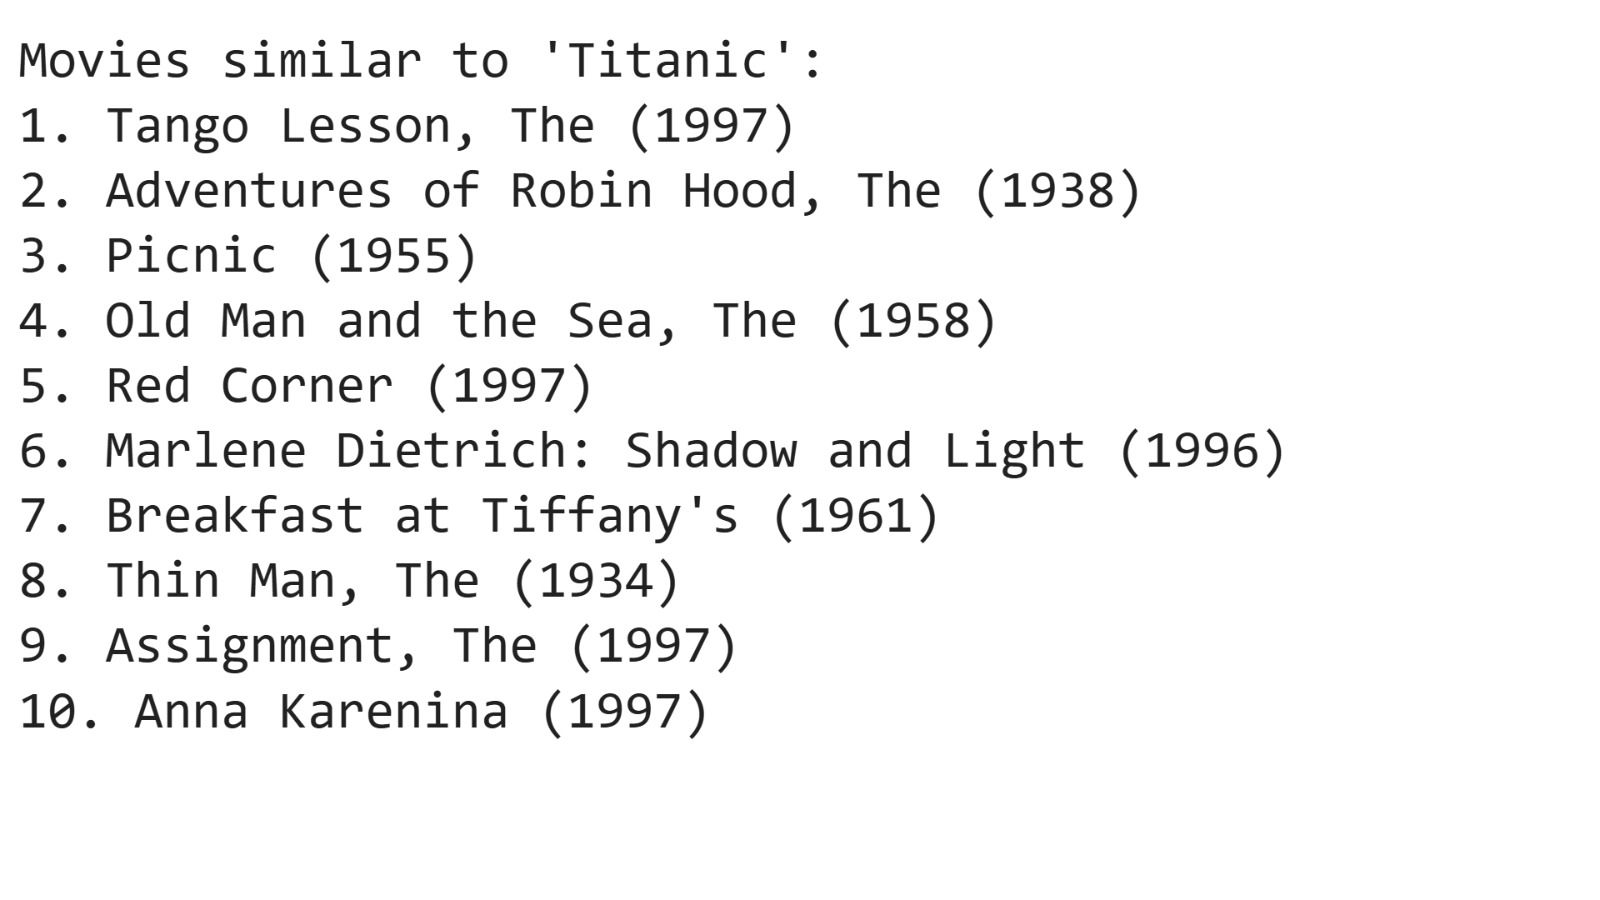 Movies similar to 'Titanic':
1. Tango Lesson, The (1997)
2. Adventures of Robin Hood, The (1938)
3. Picnic (1955)
4. Old Man and the Sea, The (1958)
5. Red Corner (1997)
6. Marlene Dietrich: Shadow and Light (1996)
7. Breakfast at Tiffany's (1961)
8. Thin Man, The (1934)
9. Assignment, The (1997)
10. Anna Karenina (1997)